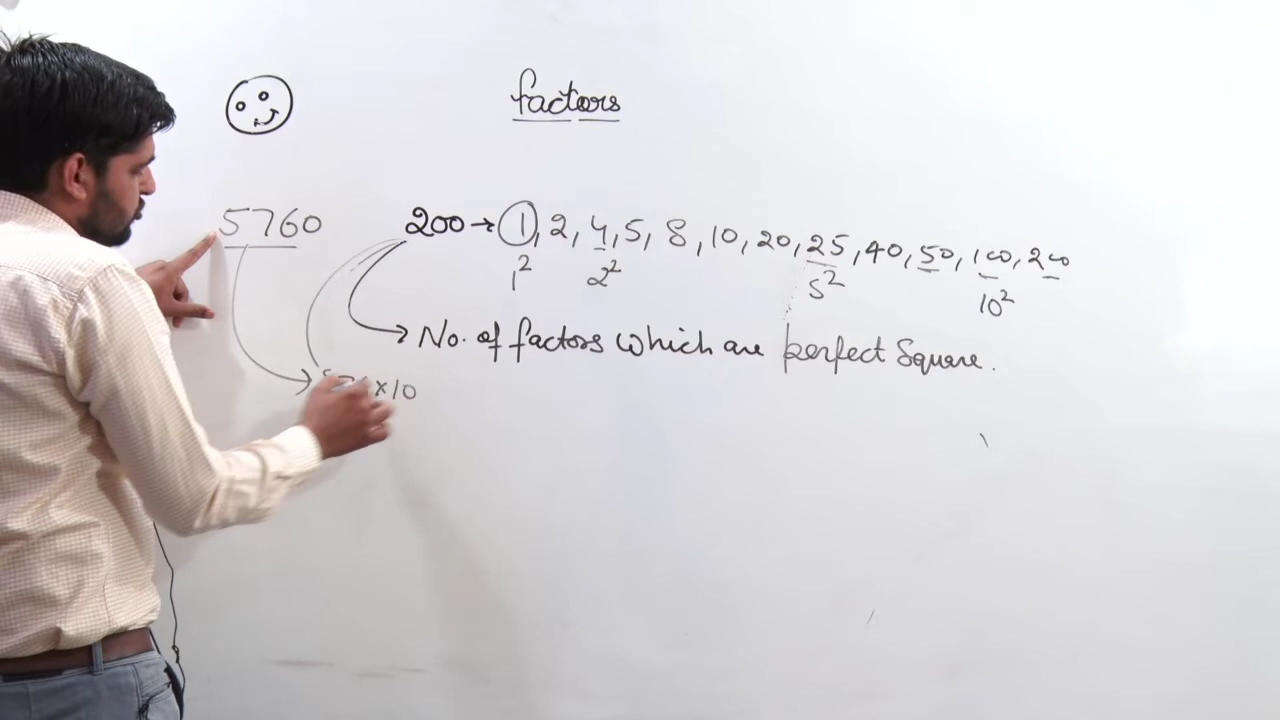 factors
5760
200 → 1, 2, 4, 5, 8, 10, 20, 25, 40, 50, 100, 200
1² 2² 5² 10²
No. of factors which are perfect Square.
×10